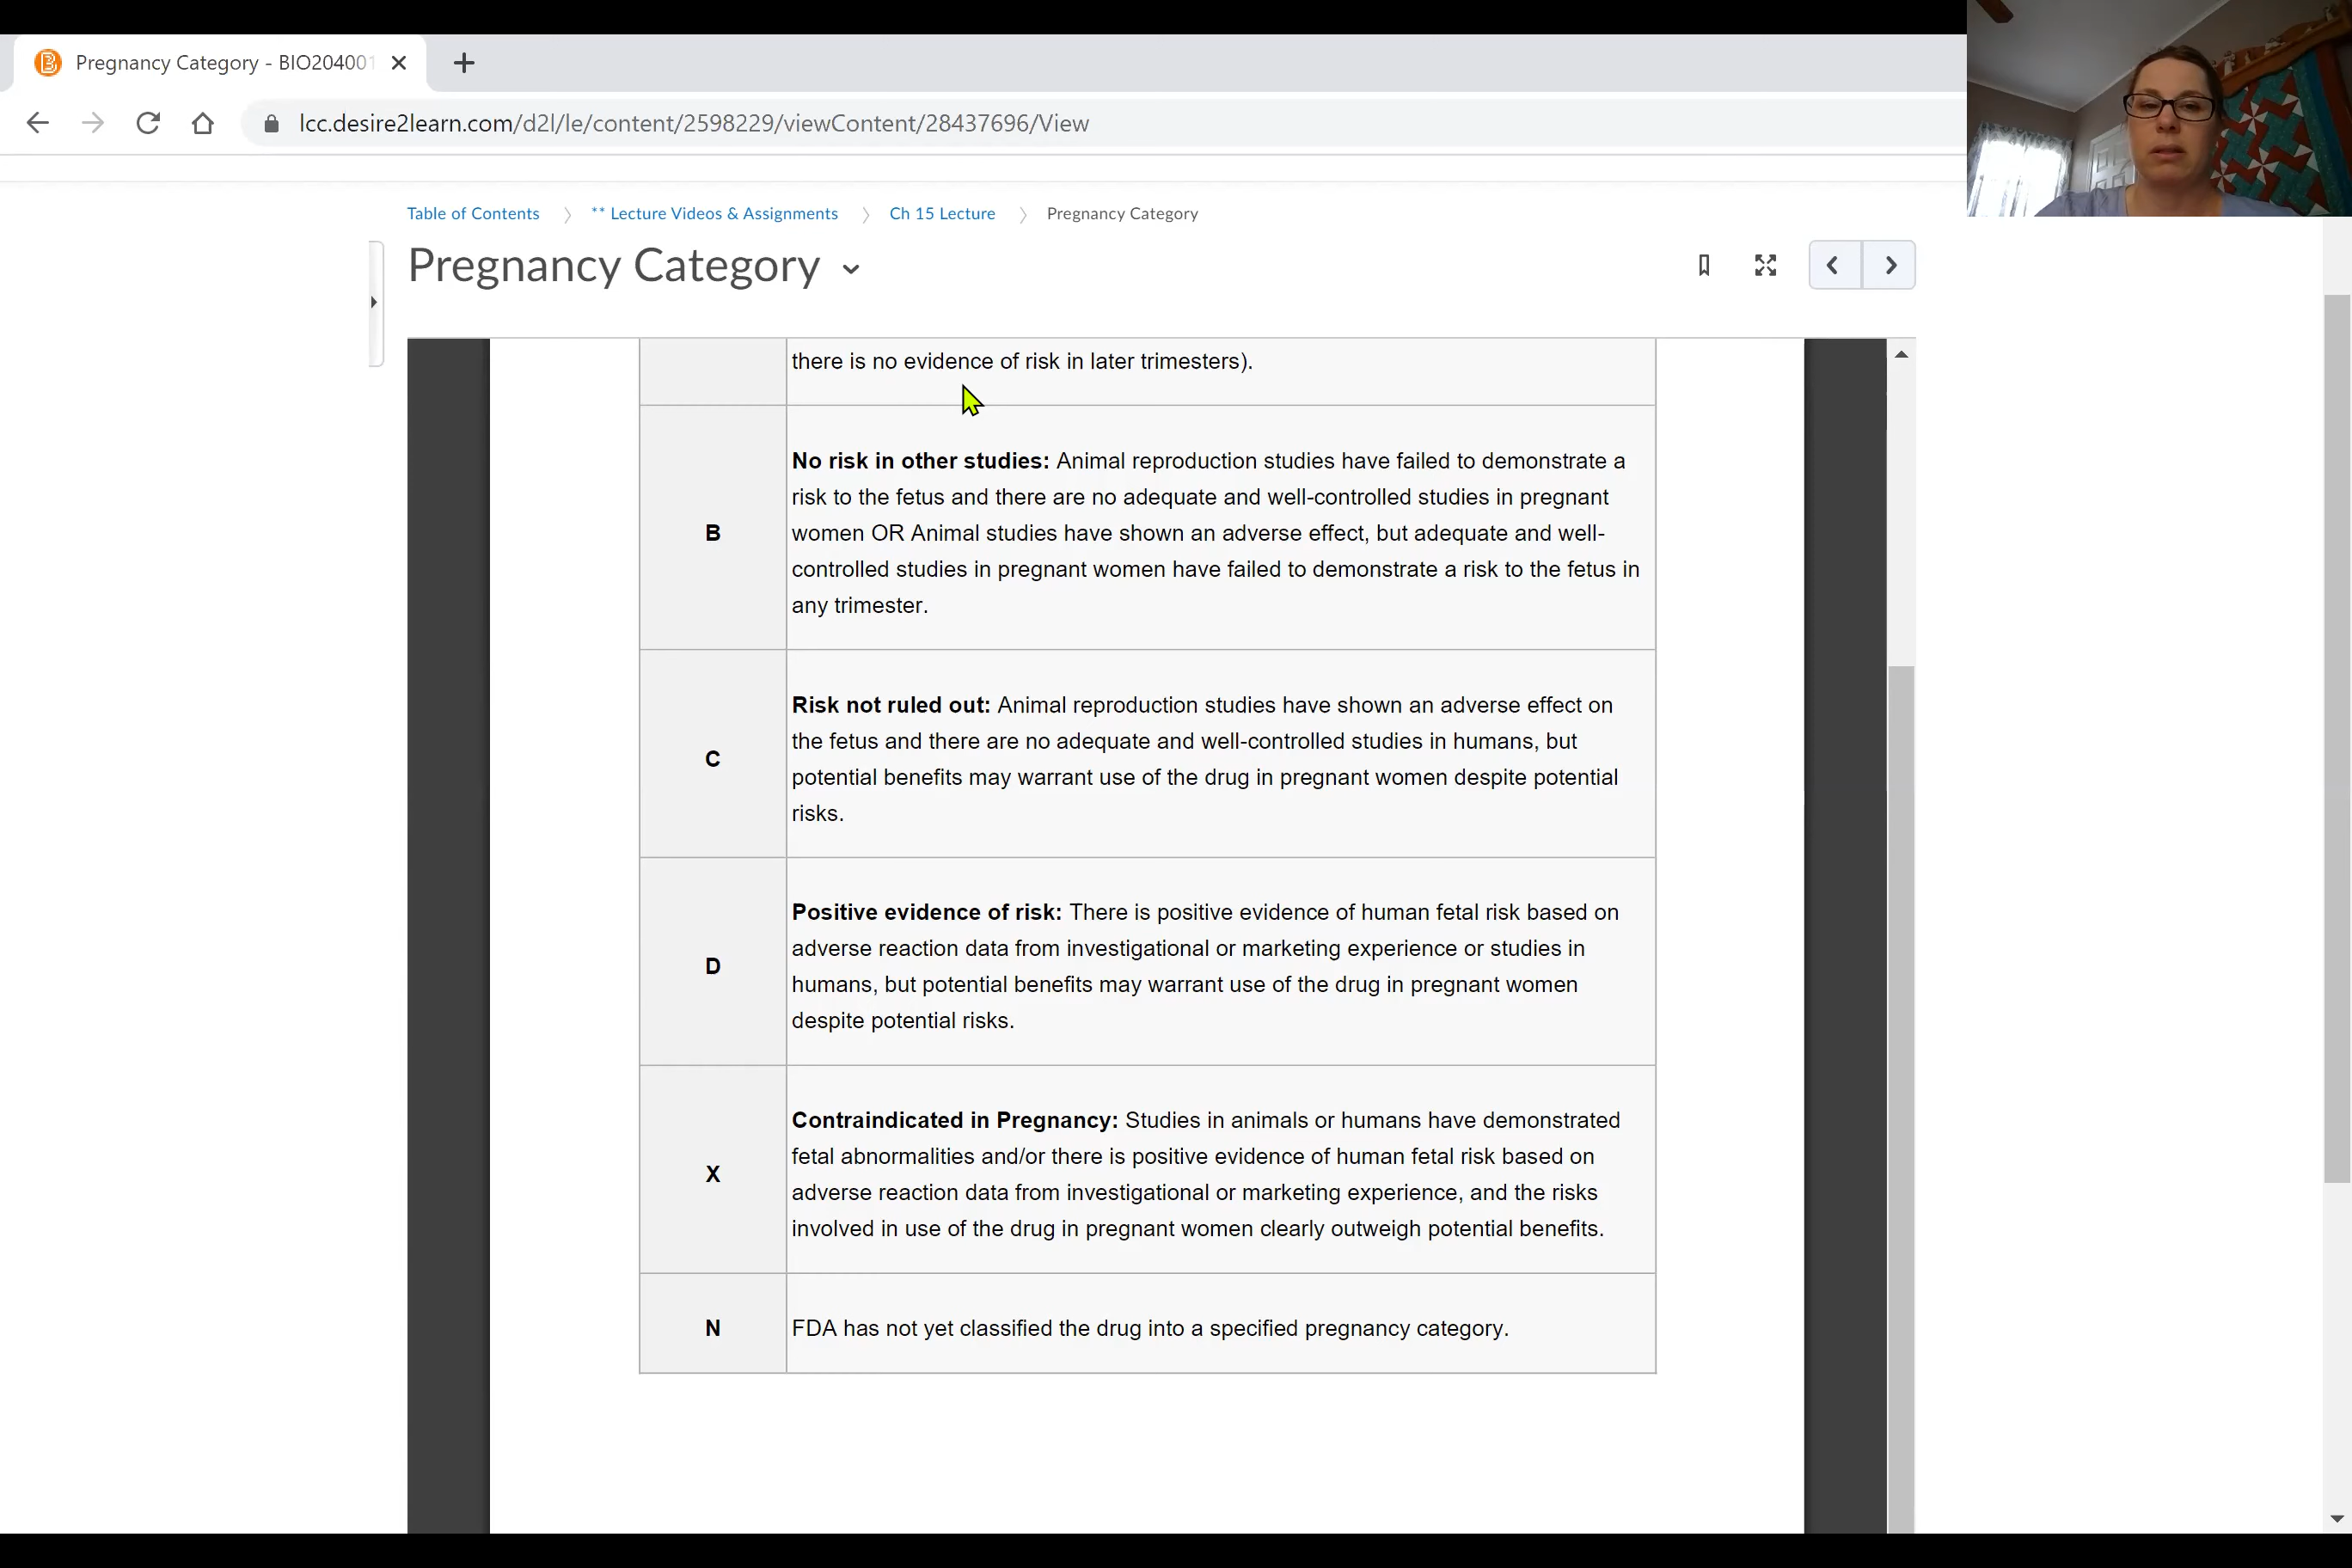 Pregnancy Category - BIO204001
lcc.desire2learn.com/d2l/le/content/2598229/viewContent/28437696/View
Table of Contents > ** Lecture Videos & Assignments > Ch 15 Lecture > Pregnancy Category
Pregnancy Category
there is no evidence of risk in later trimesters).
B
No risk in other studies: Animal reproduction studies have failed to demonstrate a
risk to the fetus and there are no adequate and well-controlled studies in pregnant
women OR Animal studies have shown an adverse effect, but adequate and well-
controlled studies in pregnant women have failed to demonstrate a risk to the fetus in
any trimester.
C
Risk not ruled out: Animal reproduction studies have shown an adverse effect on
the fetus and there are no adequate and well-controlled studies in humans, but
potential benefits may warrant use of the drug in pregnant women despite potential
risks.
D
Positive evidence of risk: There is positive evidence of human fetal risk based on
adverse reaction data from investigational or marketing experience or studies in
humans, but potential benefits may warrant use of the drug in pregnant women
despite potential risks.
X
Contraindicated in Pregnancy: Studies in animals or humans have demonstrated
fetal abnormalities and/or there is positive evidence of human fetal risk based on
adverse reaction data from investigational or marketing experience, and the risks
involved in use of the drug in pregnant women clearly outweigh potential benefits.
N
FDA has not yet classified the drug into a specified pregnancy category.